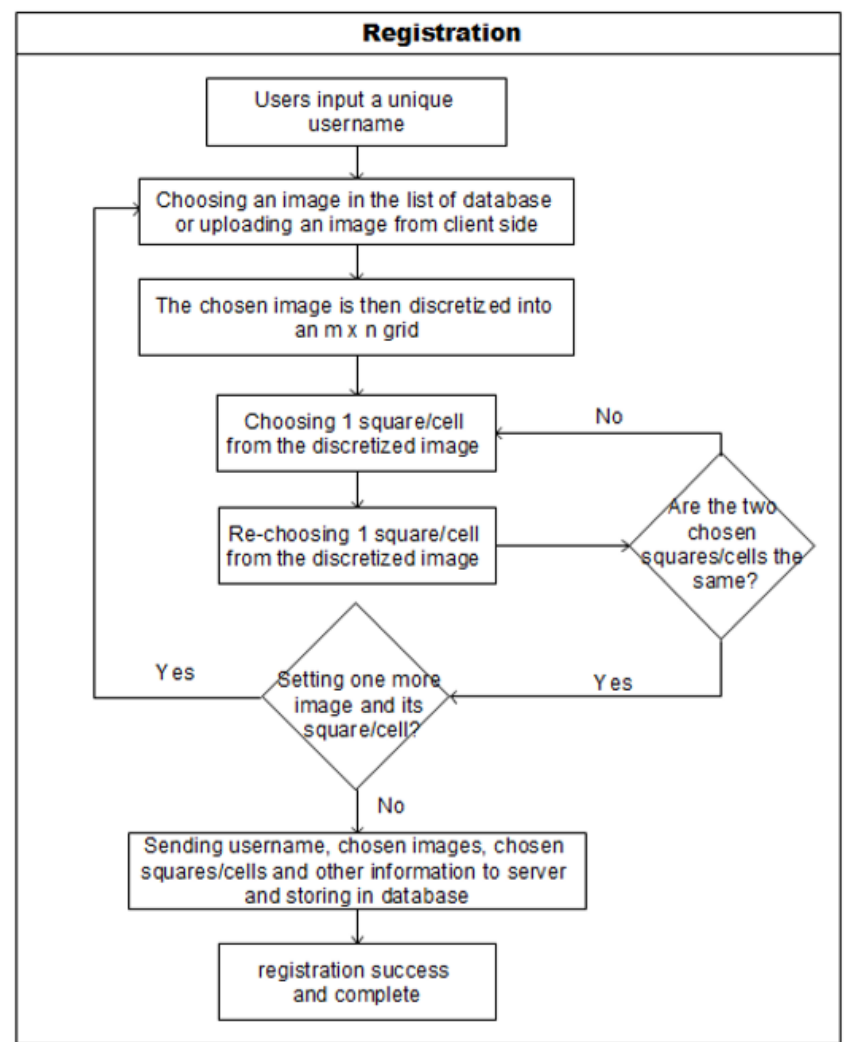 Registration
Users input a unique
username
Choosing an image in the list of database
or uploading an image from client side
The chosen image is then discretized into
an m x n grid
Choosing 1 square/cell
from the discretized image
No
Re-choosing 1 square/cell
from the discretized image
Are the two
chosen
squares/cells the
same?
Yes
Setting one more
image and its
square/cell?
Yes
No
Sending username, chosen images, chosen
squares/cells and other information to server
and storing in database
registration success
and complete